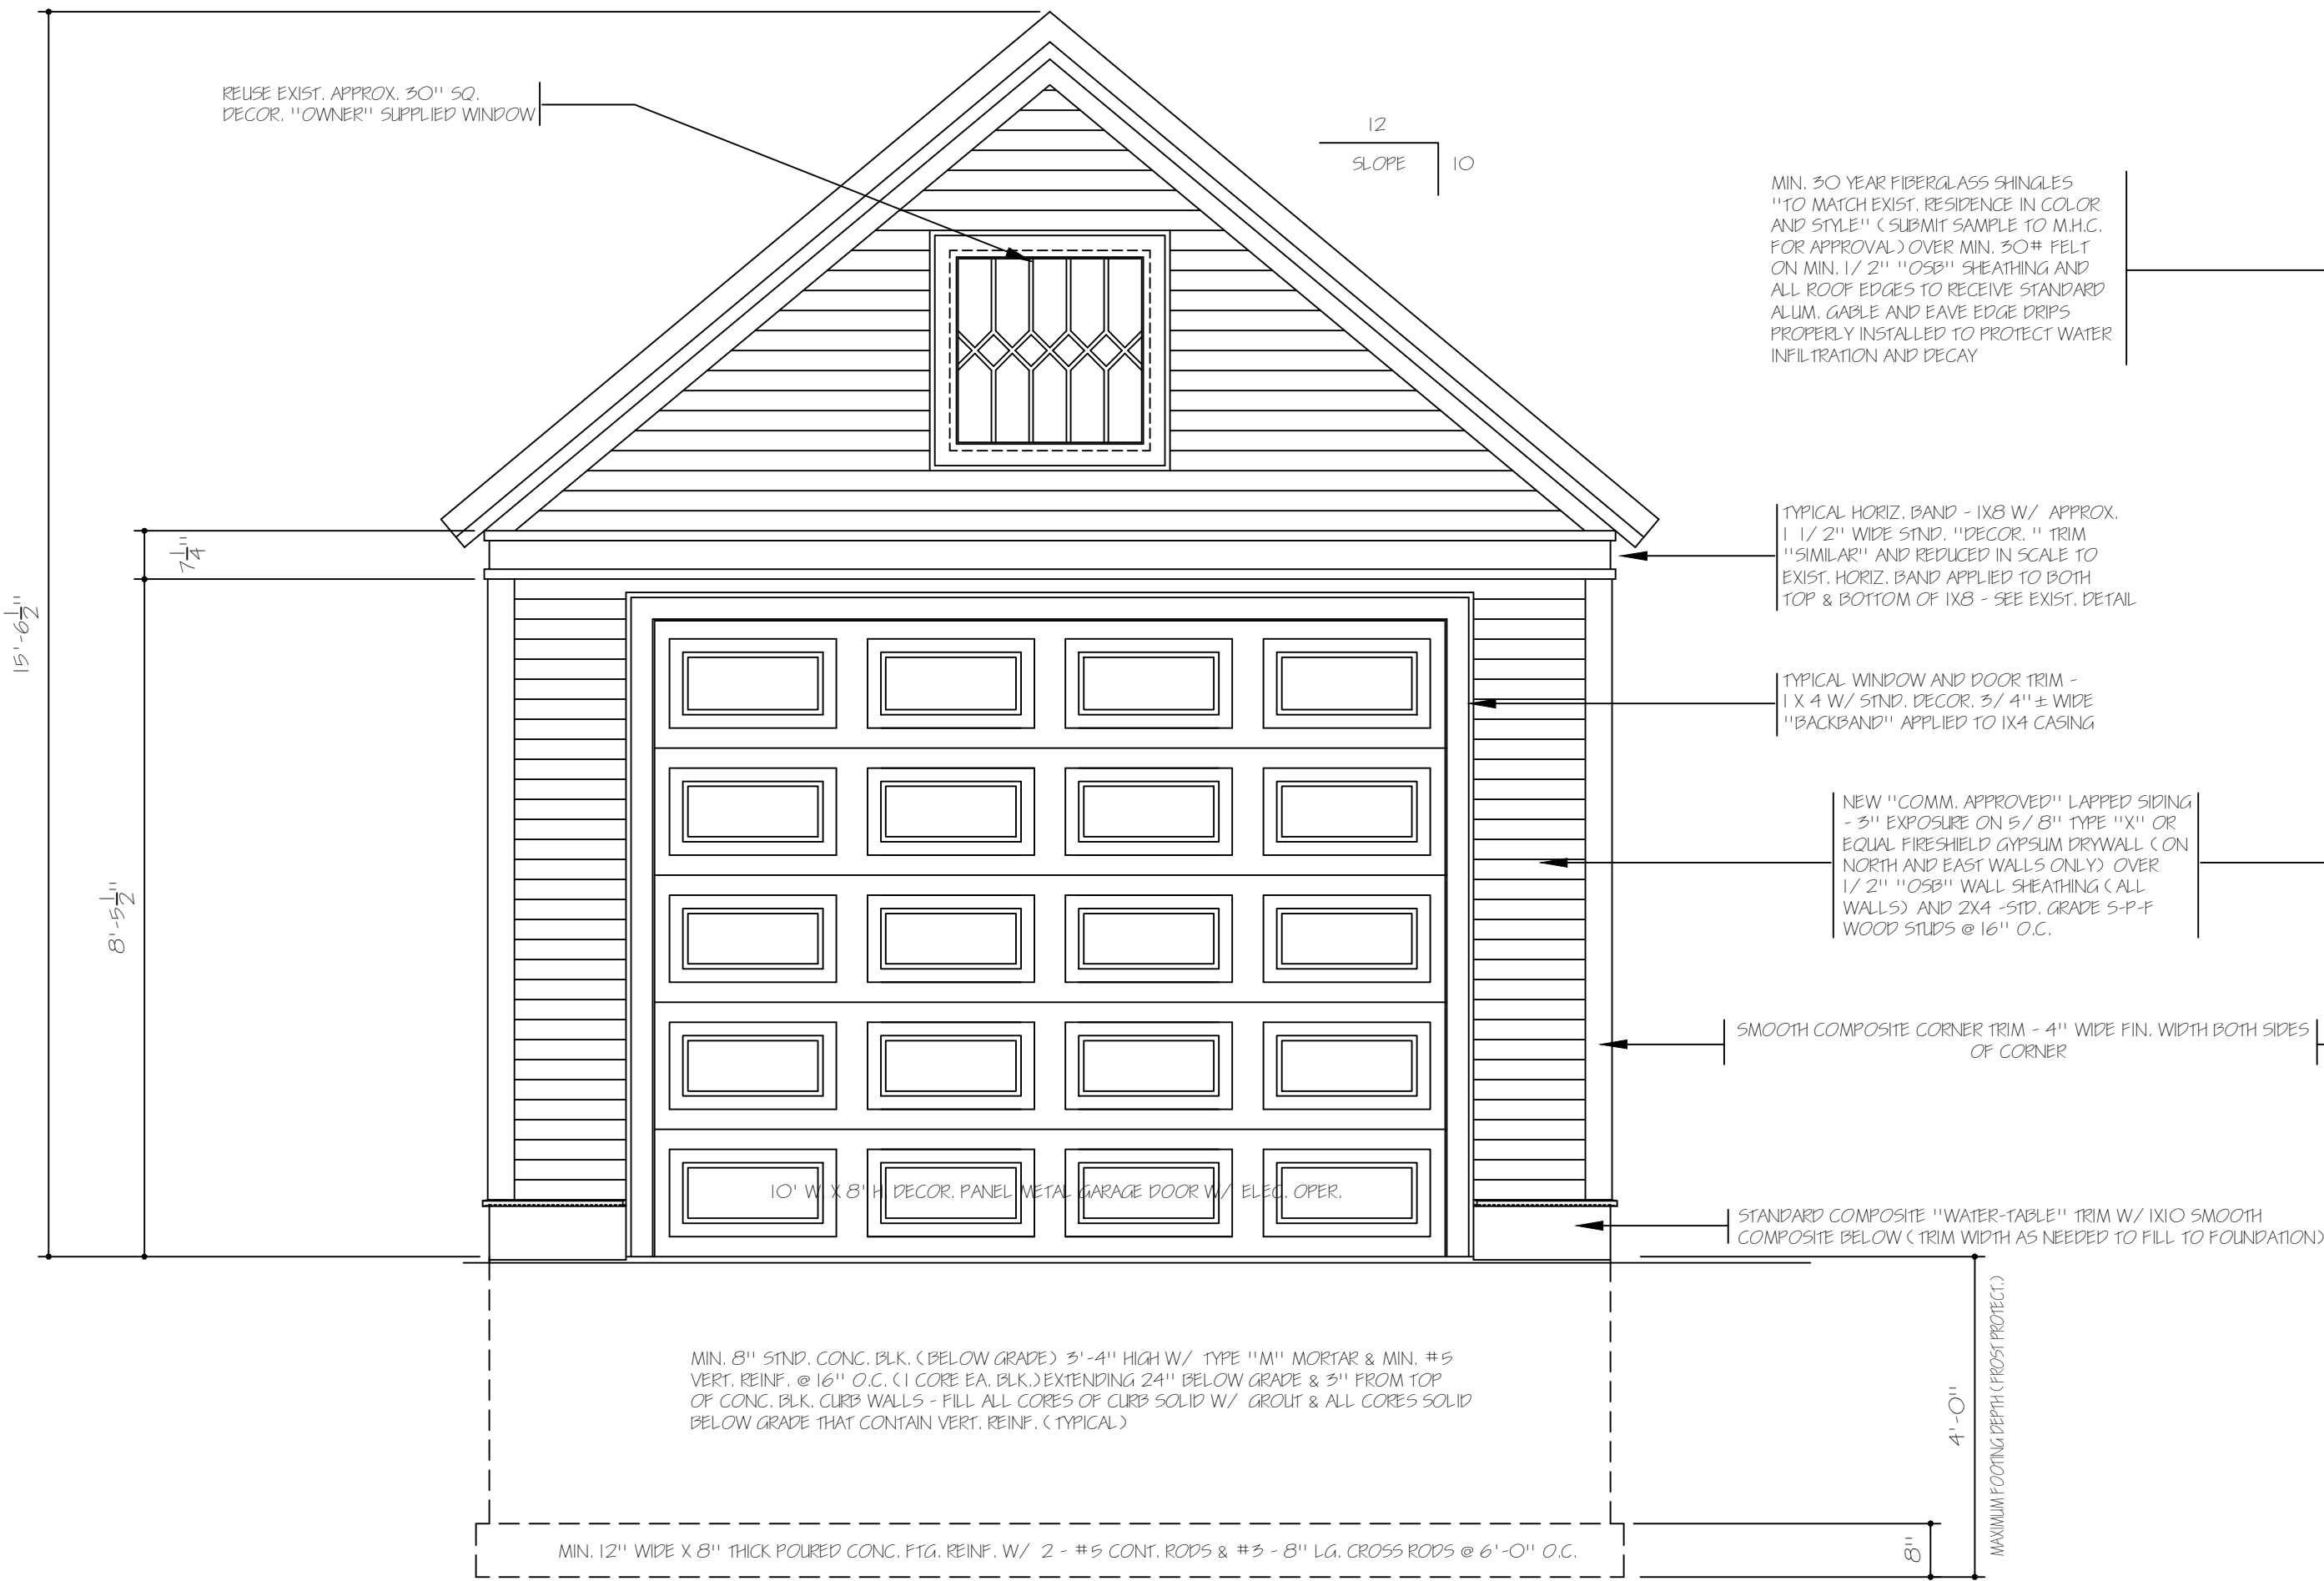 REUSE EXIST. APPROX. 30" SQ.
DECOR. "OWNER" SUPPLIED WINDOW
12
SLOPE 10
MIN. 30 YEAR FIBERGLASS SHINGLES
"TO MATCH EXIST. RESIDENCE IN COLOR
AND STYLE" (SUBMIT SAMPLE TO M.H.C.
FOR APPROVAL) OVER MIN. 30# FELT
ON MIN. 1/2" "OSB" SHEATHING AND
ALL ROOF EDGES TO RECEIVE STANDARD
ALUM. GABLE AND EAVE EDGE DRIPS
PROPERLY INSTALLED TO PROTECT WATER
INFILTRATION AND DECAY
TYPICAL HORIZ. BAND - 1X8 W/ APPROX.
1 1/2" WIDE STND. "DECOR." TRIM
"SIMILAR" AND REDUCED IN SCALE TO
EXIST. HORIZ. BAND APPLIED TO BOTH
TOP & BOTTOM OF 1X8 - SEE EXIST. DETAIL
7 1/4"
15'-6 1/2"
8'-5 1/2"
TYPICAL WINDOW AND DOOR TRIM -
1 X 4 W/ STND. DECOR. 3/4" ± WIDE
"BACKBAND" APPLIED TO 1X4 CASING
NEW "COMM. APPROVED" LAPPED SIDING
- 3" EXPOSURE ON 5/8" TYPE "X" OR
EQUAL FIRESHIELD GYPSUM DRYWALL (ON
NORTH AND EAST WALLS ONLY) OVER
1/2" "OSB" WALL SHEATHING (ALL
WALLS) AND 2X4 -STD. GRADE S-P-F
WOOD STUDS @ 16" O.C.
SMOOTH COMPOSITE CORNER TRIM - 4" WIDE FIN. WIDTH BOTH SIDES
OF CORNER
10' W. X 8' H. DECOR. PANEL METAL GARAGE DOOR W/ ELEC. OPER.
STANDARD COMPOSITE "WATER-TABLE" TRIM W/ 1X10 SMOOTH
COMPOSITE BELOW (TRIM WIDTH AS NEEDED TO FILL TO FOUNDATION)
MIN. 8" STND. CONC. BLK. (BELOW GRADE) 3'-4" HIGH W/ TYPE "M" MORTAR & MIN. #5
VERT. REINF. @ 16" O.C. (1 CORE EA. BLK.) EXTENDING 24" BELOW GRADE & 3" FROM TOP
OF CONC. BLK. CURB WALLS - FILL ALL CORES OF CURB SOLID W/ GROUT & ALL CORES SOLID
BELOW GRADE THAT CONTAIN VERT. REINF. (TYPICAL)
4'-0"
MAXIMUM FOOTING DEPTH (FROST PROTECT.)
MIN. 12" WIDE X 8" THICK POURED CONC. FTG. REINF. W/ 2 - #5 CONT. RODS & #3 - 8" LG. CROSS RODS @ 6'-0" O.C.
8"